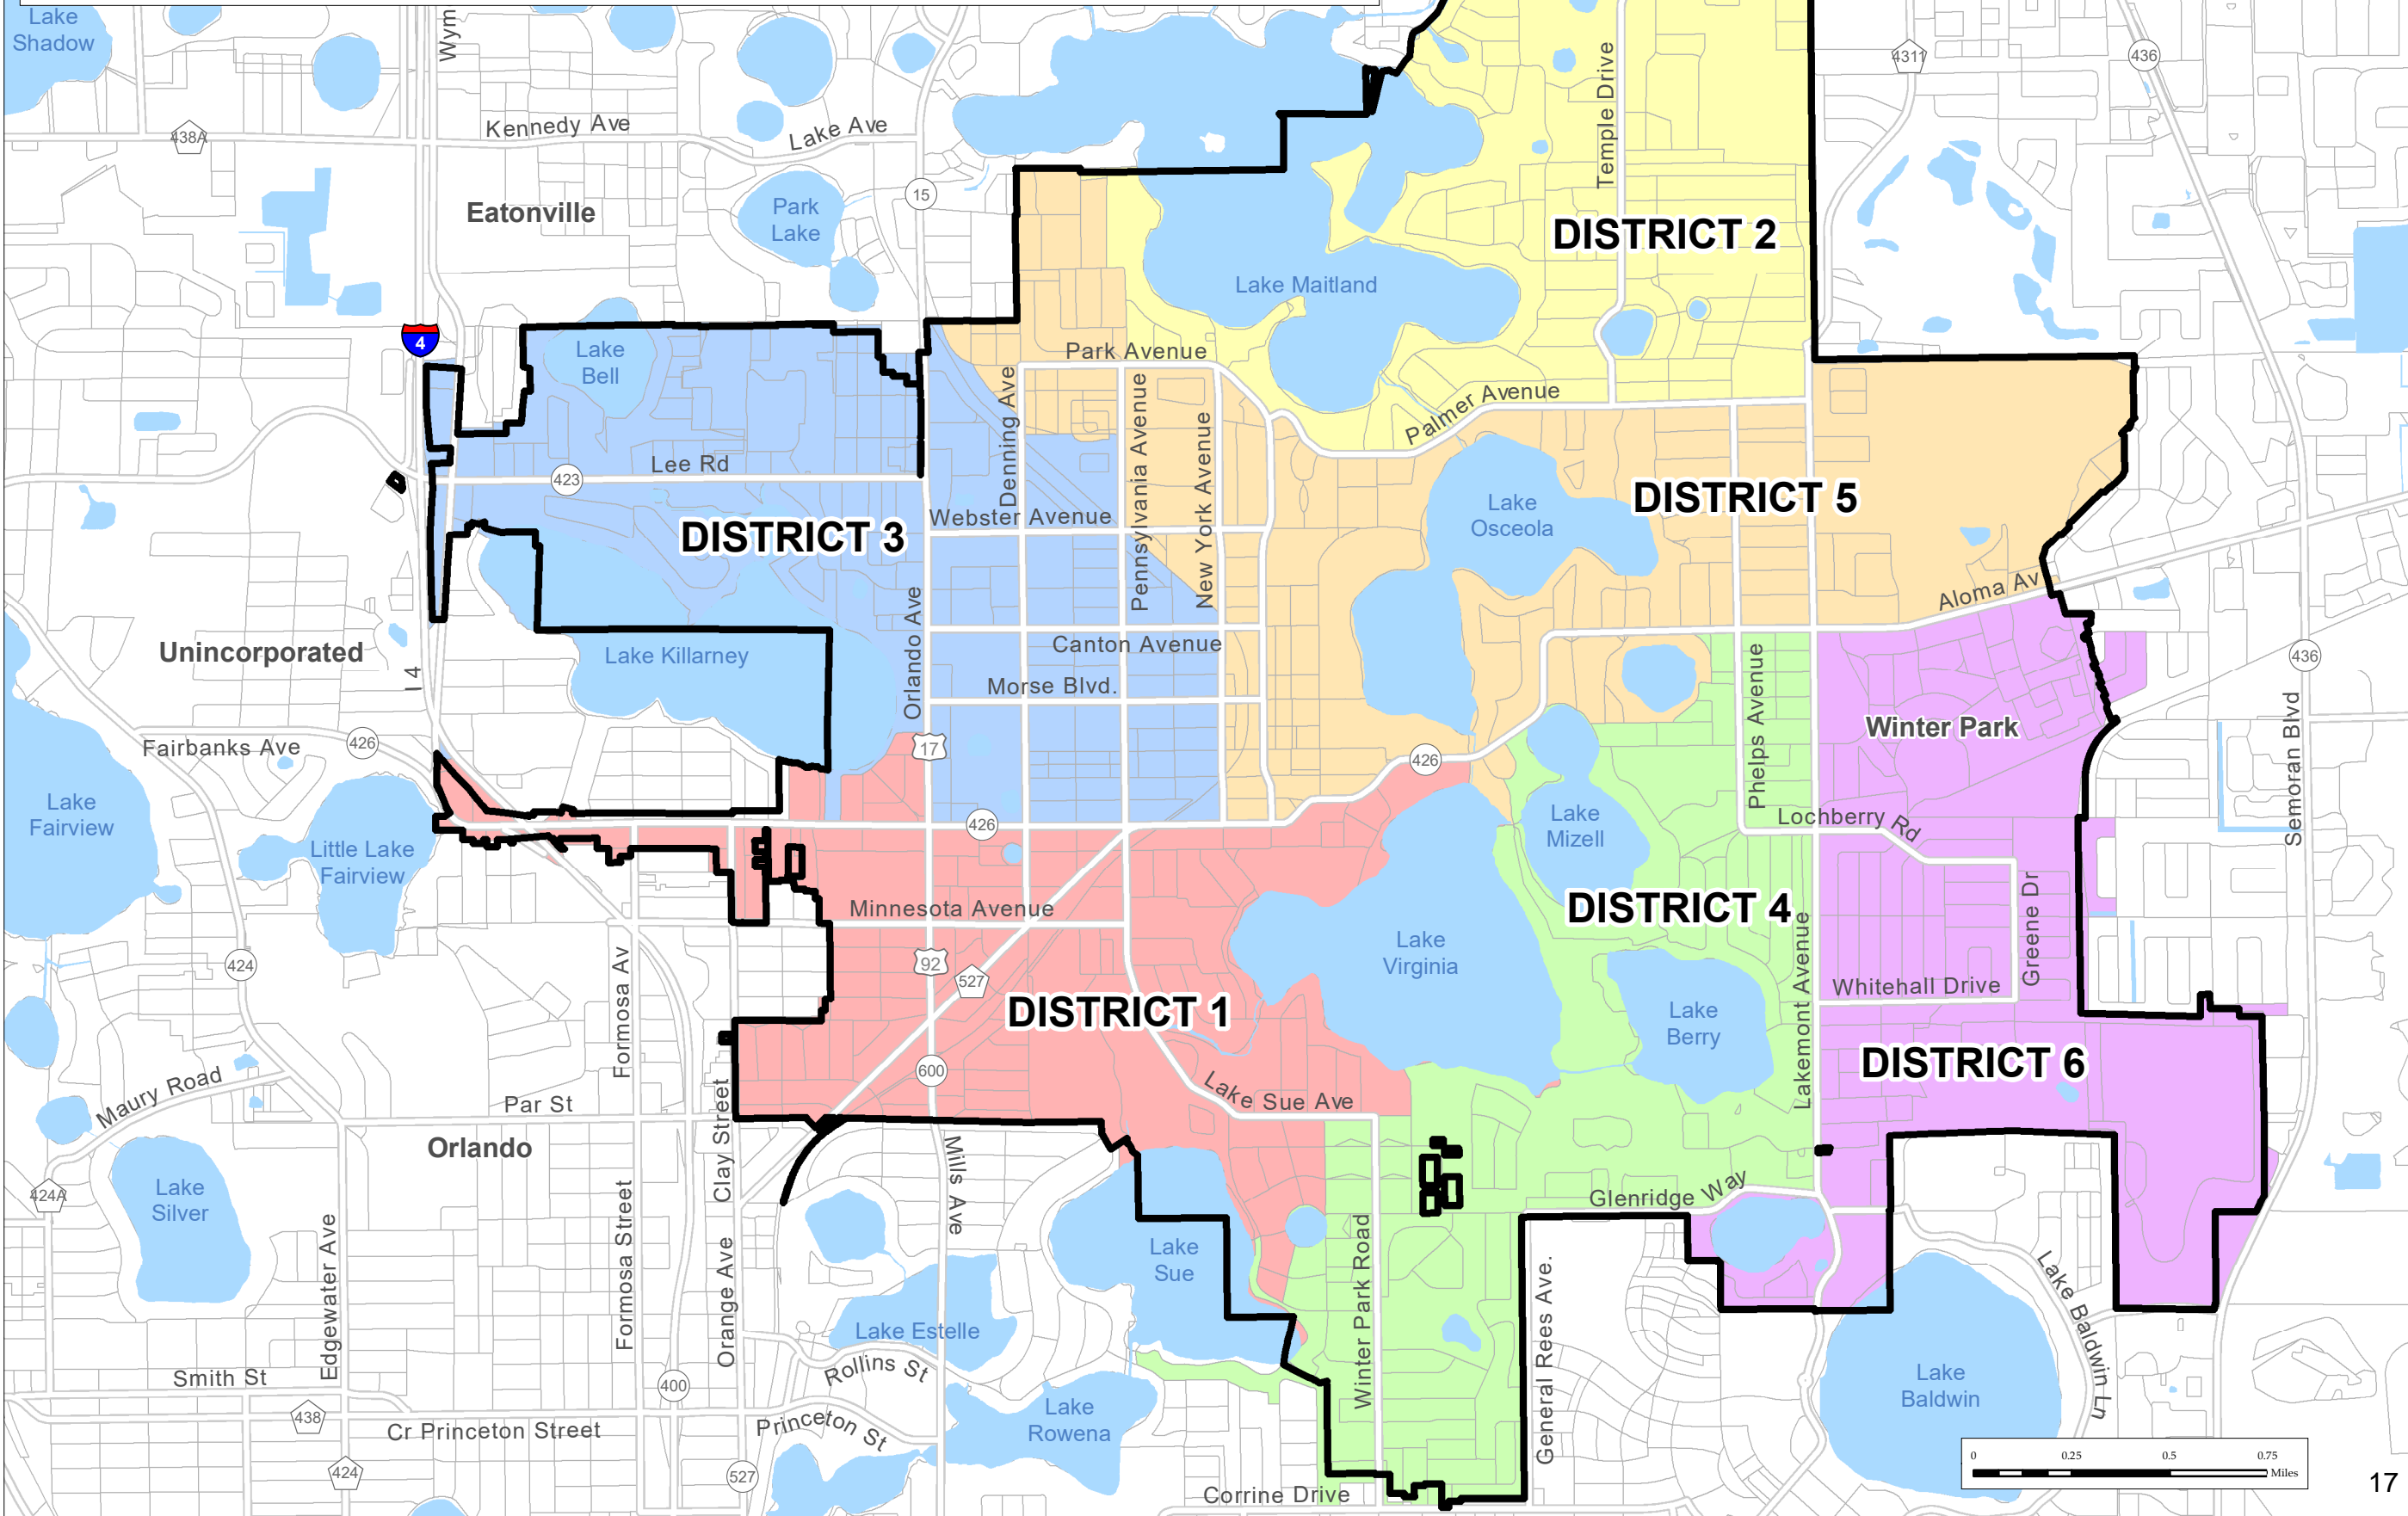 Lake
Shadow
Wym
4311
436
438A
Kennedy Ave
Lake Ave
Temple Drive
15
Eatonville
Park
Lake
DISTRICT 2
Lake Maitland
4
Lake
Bell
Park Avenue
Denning Ave
Pennsylvania Avenue
New York Avenue
Palmer Avenue
Lee Rd
423
Webster Avenue
DISTRICT 3
Lake
Osceola
DISTRICT 5
Aloma Av
Unincorporated
I 4
Lake Killarney
Orlando Ave
Canton Avenue
Morse Blvd.
Phelps Avenue
436
Winter Park
Semoran Blvd
Fairbanks Ave
426
17
426
Lake
Fairview
Little Lake
Fairview
426
Lake
Mizell
Lochberry Rd
Minnesota Avenue
DISTRICT 4
Lakemont Avenue
Greene Dr
424
Formosa Av
92
527
Lake
Virginia
DISTRICT 1
Lake
Berry
Whitehall Drive
DISTRICT 6
600
Maury Road
Par St
Clay Street
Lake Sue Ave
Orlando
Mills Ave
424A
Lake
Silver
Glenridge Way
Edgewater Ave
Formosa Street
Orange Ave
Lake
Sue
Winter Park Road
General Rees Ave.
Lake Baldwin Ln
Lake Estelle
Rollins St
Smith St
400
438
Cr Princeton Street
Princeton St
Lake
Rowena
Lake
Baldwin
424
527
Corrine Drive
0 0.25 0.5 0.75
Miles
17